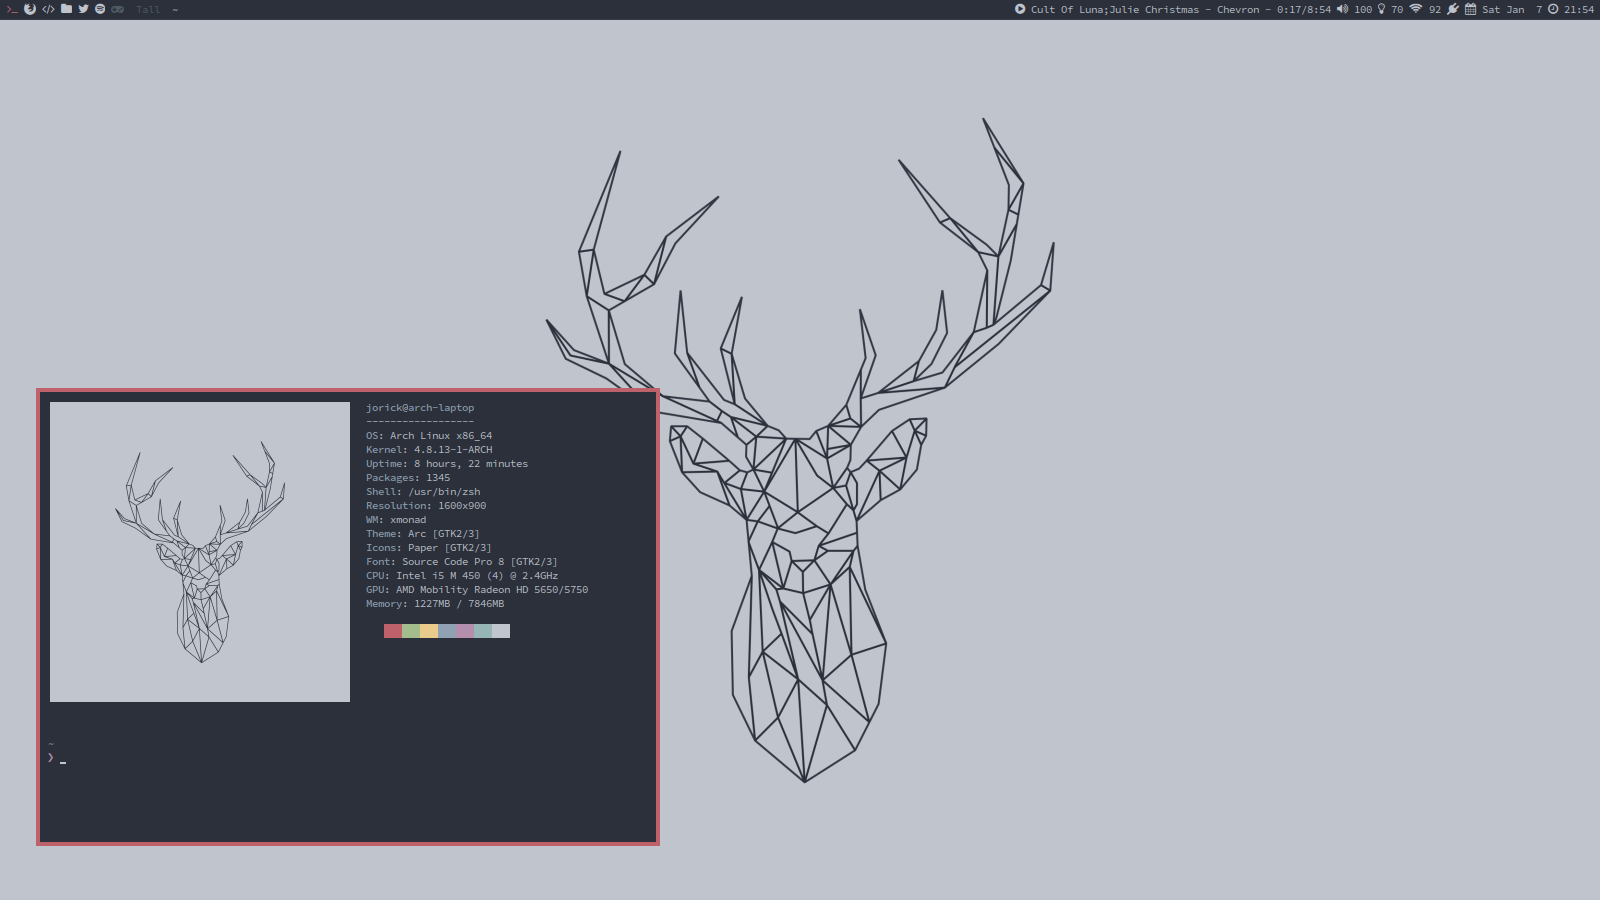 >_ </> Tall ~ Cult Of Luna;Julie Christmas - Chevron - 0:17/8:54 100 70 92 Sat Jan 7 21:54
jorick@arch-laptop
------------------
OS: Arch Linux x86_64
Kernel: 4.8.13-1-ARCH
Uptime: 8 hours, 22 minutes
Packages: 1345
Shell: /usr/bin/zsh
Resolution: 1600x900
WM: xmonad
Theme: Arc [GTK2/3]
Icons: Paper [GTK2/3]
Font: Source Code Pro 8 [GTK2/3]
CPU: Intel i5 M 450 (4) @ 2.4GHz
GPU: AMD Mobility Radeon HD 5650/5750
Memory: 1227MB / 7846MB
~
❯ _